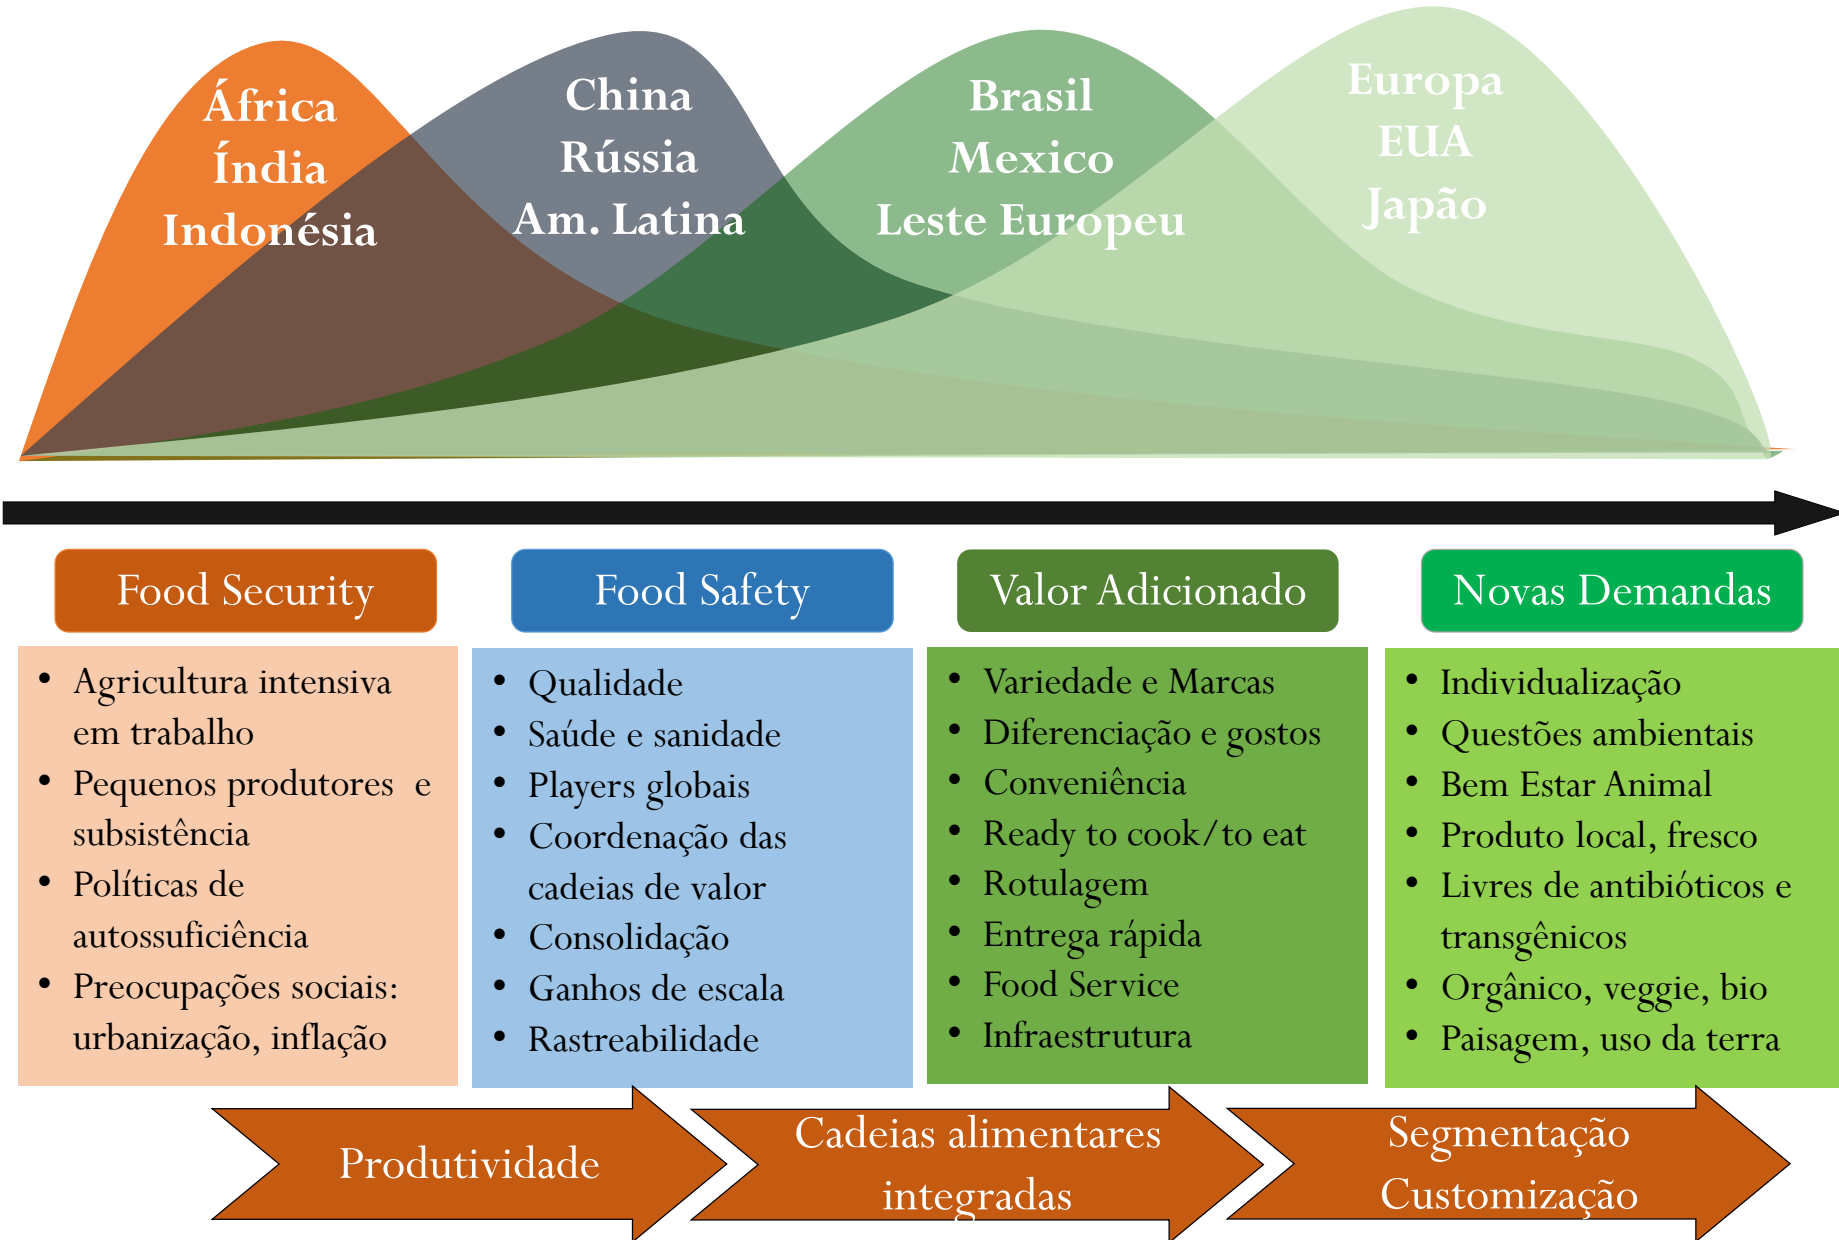 África
Índia
Indonésia
China
Rússia
Am. Latina
Brasil
Mexico
Leste Europeu
Europa
EUA
Japão
Food Security
Food Safety
Valor Adicionado
Novas Demandas
• Agricultura intensiva
em trabalho
• Pequenos produtores e
subsistência
• Políticas de
autossuficiência
• Preocupações sociais:
urbanização, inflação
• Qualidade
• Saúde e sanidade
• Players globais
• Coordenação das
cadeias de valor
• Consolidação
• Ganhos de escala
• Rastreabilidade
• Variedade e Marcas
• Diferenciação e gostos
• Conveniência
• Ready to cook/to eat
• Rotulagem
• Entrega rápida
• Food Service
• Infraestrutura
• Individualização
• Questões ambientais
• Bem Estar Animal
• Produto local, fresco
• Livres de antibióticos e
transgênicos
• Orgânico, veggie, bio
• Paisagem, uso da terra
Produtividade
Cadeias alimentares
integradas
Segmentação
Customização